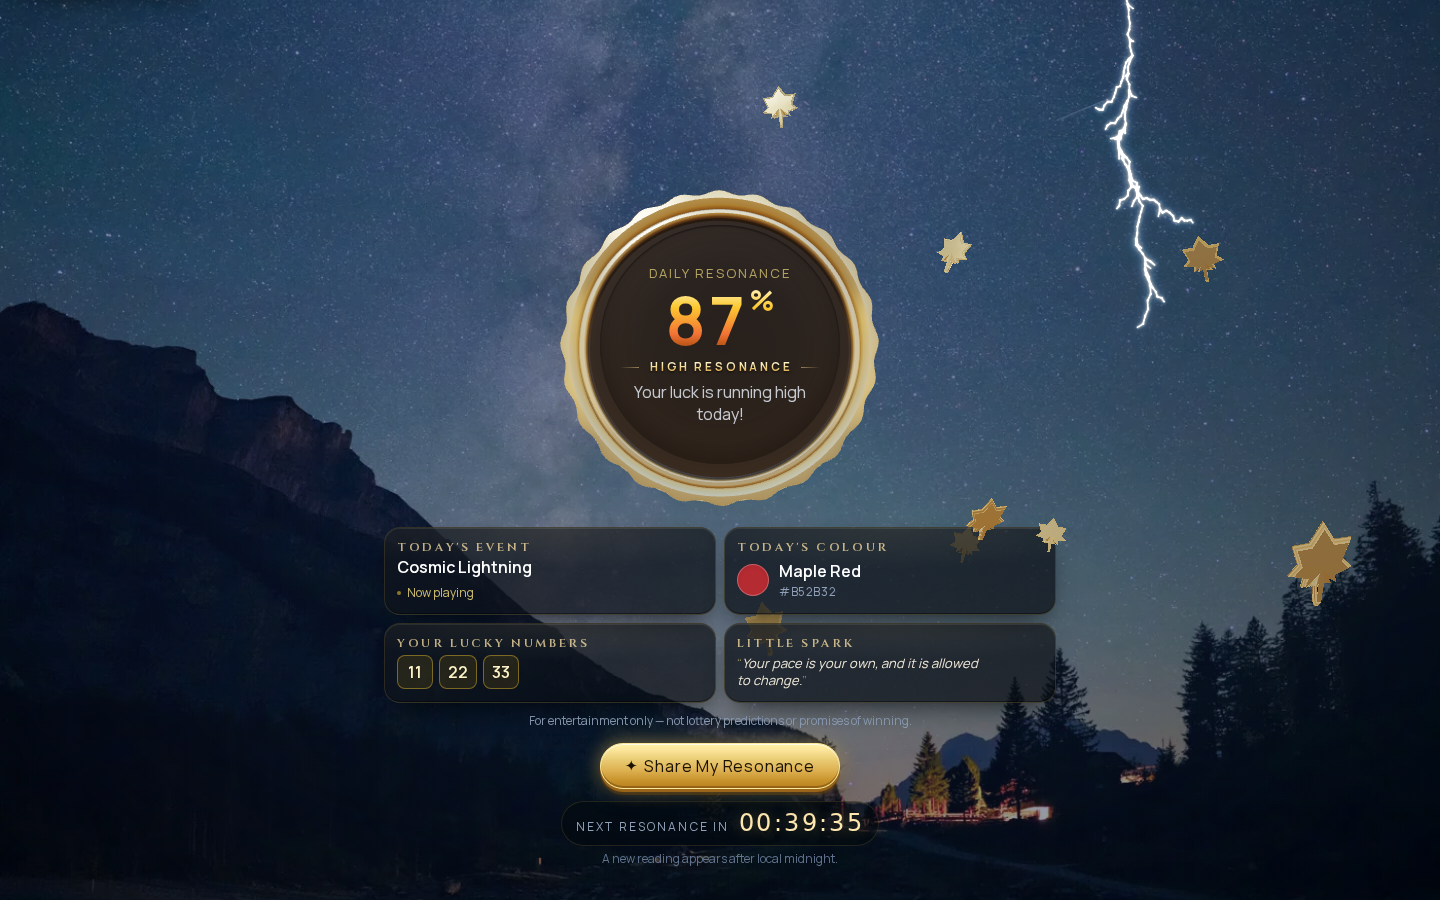 DAILY RESONANCE
87%
HIGH RESONANCE
Your luck is running high
today!
TODAY'S EVENT
Cosmic Lightning
Now playing
TODAY'S COLOUR
Maple Red
#B52B32
YOUR LUCKY NUMBERS
11 22 33
LITTLE SPARK
"Your pace is your own, and it is allowed
to change."
For entertainment only — not lottery predictions or promises of winning.
✦ Share My Resonance
NEXT RESONANCE IN 00:39:35
A new reading appears after local midnight.